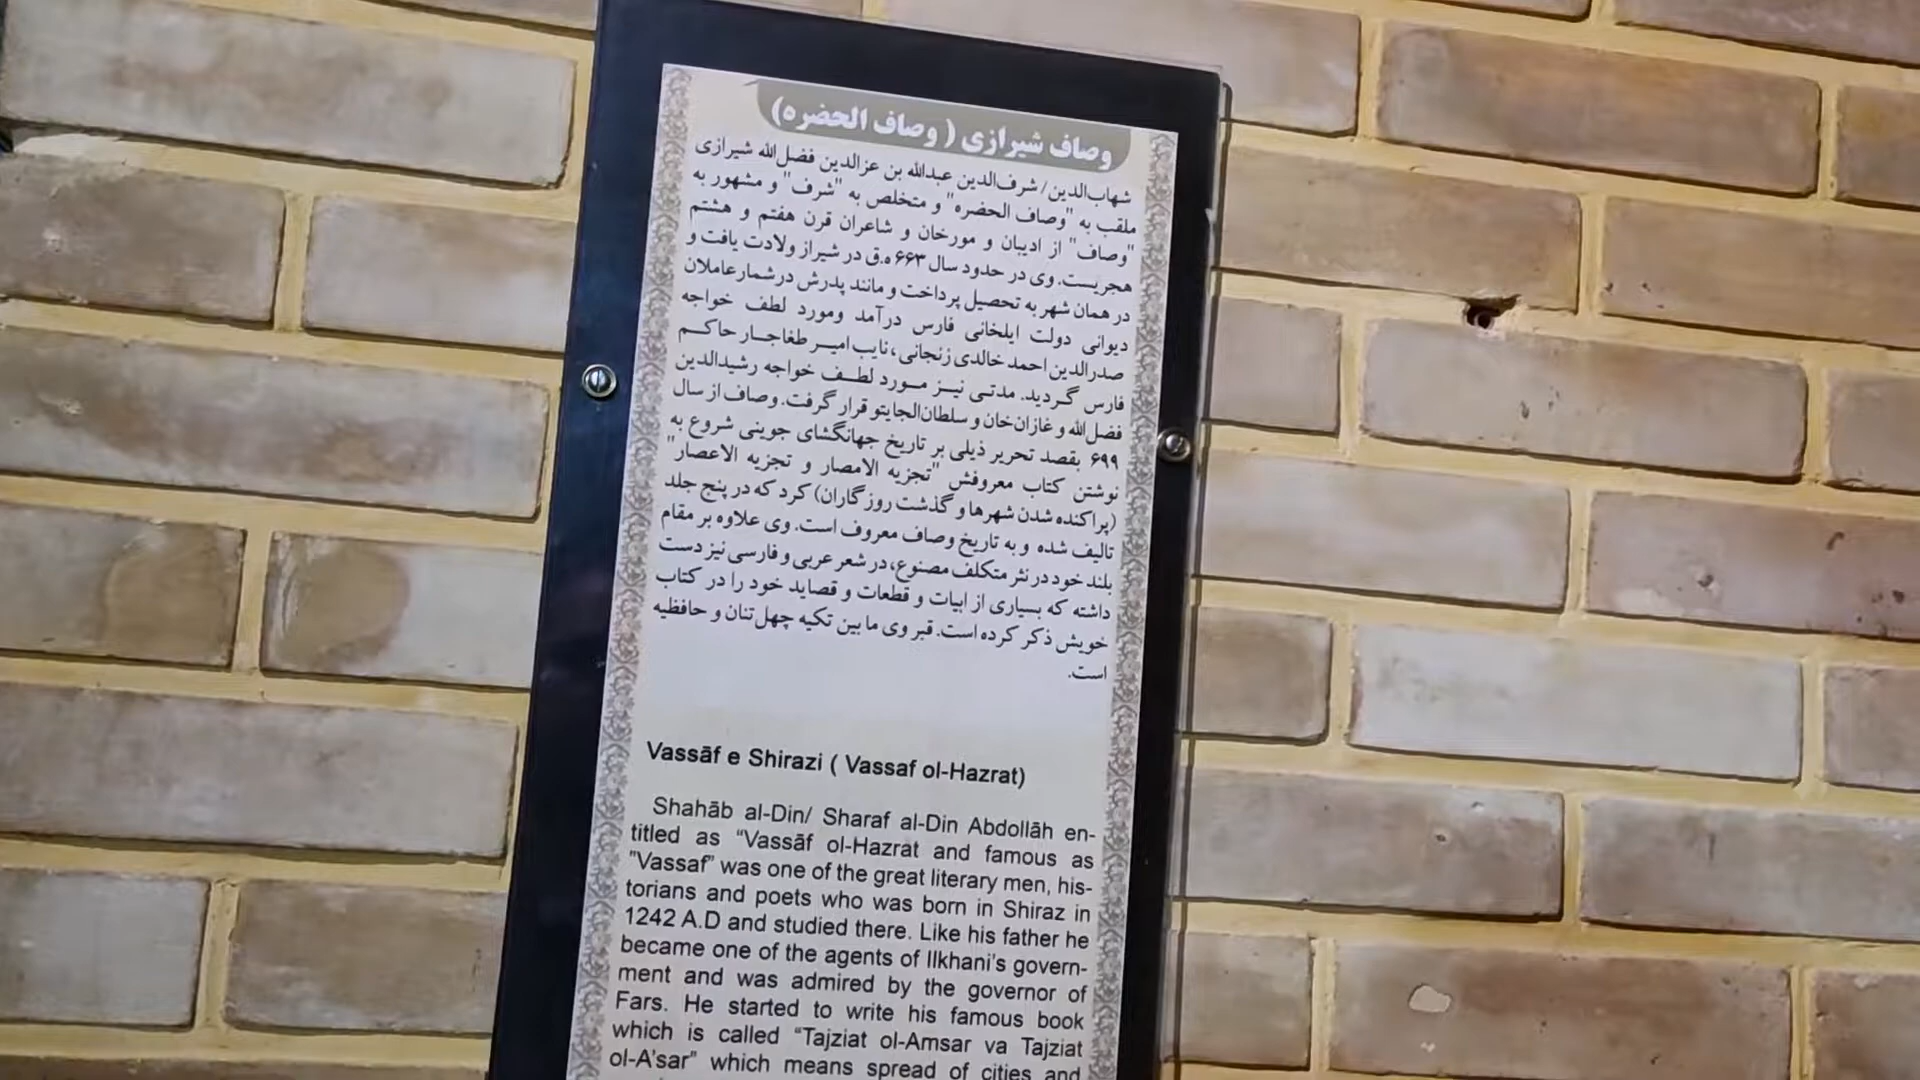 وصاف شیرازی ( وصاف الحضره)
شهاب‌الدین/ شرف‌الدین عبدالله بن عزالدین فضل‌الله شیرازی
ملقب به "وصاف الحضره" و متخلص به "شرف" و مشهور به
"وصاف" از ادیبان و مورخان و شاعران قرن هفتم و هشتم
هجریست. وی در حدود سال ۶۶۳ ه.ق در شیراز ولادت یافت و
در همان شهر به تحصیل پرداخت و مانند پدرش در شمار عاملان
دیوانی دولت ایلخانی فارس درآمد ومورد لطف خواجه
صدرالدین احمد خالدی زنجانی، نایب امیر طغاجار حاکم
فارس گردید. مدتی نیز مورد لطف خواجه رشیدالدین
فضل‌الله و غازان‌خان و سلطان‌الجایتو قرار گرفت. وصاف از سال
۶۹۹ بقصد تحریر ذیلی بر تاریخ جهانگشای جوینی شروع به
نوشتن کتاب معروفش "تجزیه الامصار و تجزیه الاعصار"
(پراکنده شدن شهرها و گذشت روزگاران) کرد که در پنج جلد
تالیف شده و به تاریخ وصاف معروف است. وی علاوه بر مقام
بلند خود در نثر متکلف مصنوع، در شعر عربی و فارسی نیز دست
داشته که بسیاری از ابیات و قطعات و قصاید خود را در کتاب
خویش ذکر کرده است. قبر وی ما بین تکیه چهل‌تنان و حافظیه
است.
Vassāf e Shirazi ( Vassaf ol-Hazrat)
Shahāb al-Din/ Sharaf al-Din Abdollāh en-
titled as “Vassāf ol-Hazrat and famous as
"Vassaf" was one of the great literary men, his-
torians and poets who was born in Shiraz in
1242 A.D and studied there. Like his father he
became one of the agents of Ilkhani's govern-
ment and was admired by the governor of
Fars. He started to write his famous book
which is called “Tajziat ol-Amsar va Tajziat
ol-A'sar” which means spread of cities and